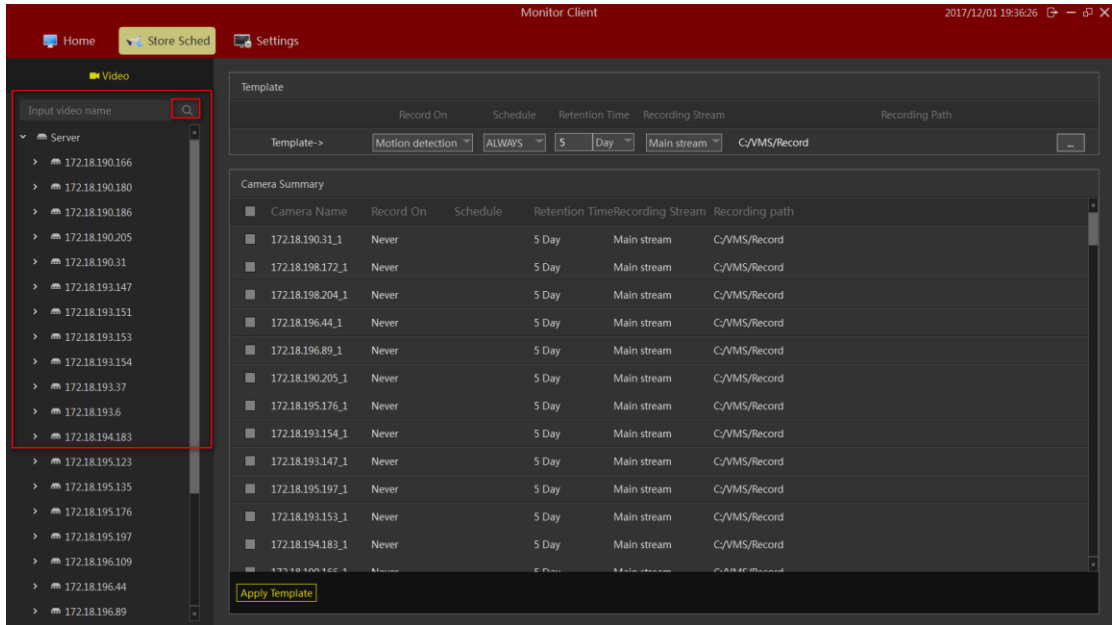 Monitor Client 2017/12/01 19:36:26
Home Store Sched Settings
Video
Input video name
Server
172.18.190.166
172.18.190.180
172.18.190.186
172.18.190.205
172.18.190.31
172.18.193.147
172.18.193.151
172.18.193.153
172.18.193.154
172.18.193.37
172.18.193.6
172.18.194.183
172.18.195.123
172.18.195.135
172.18.195.176
172.18.195.197
172.18.196.109
172.18.196.44
172.18.196.89
Template
Record On Schedule Retention Time Recording Stream Recording Path
Template-> Motion detection ALWAYS 5 Day Main stream C:/VMS/Record ...
Camera Summary
Camera Name Record On Schedule Retention Time Recording Stream Recording path
172.18.190.31_1 Never 5 Day Main stream C:/VMS/Record
172.18.198.172_1 Never 5 Day Main stream C:/VMS/Record
172.18.198.204_1 Never 5 Day Main stream C:/VMS/Record
172.18.196.44_1 Never 5 Day Main stream C:/VMS/Record
172.18.196.89_1 Never 5 Day Main stream C:/VMS/Record
172.18.190.205_1 Never 5 Day Main stream C:/VMS/Record
172.18.195.176_1 Never 5 Day Main stream C:/VMS/Record
172.18.193.154_1 Never 5 Day Main stream C:/VMS/Record
172.18.193.147_1 Never 5 Day Main stream C:/VMS/Record
172.18.195.197_1 Never 5 Day Main stream C:/VMS/Record
172.18.193.153_1 Never 5 Day Main stream C:/VMS/Record
172.18.194.183_1 Never 5 Day Main stream C:/VMS/Record
Never 5 Day Main stream C:/VMS/Record
Apply Template